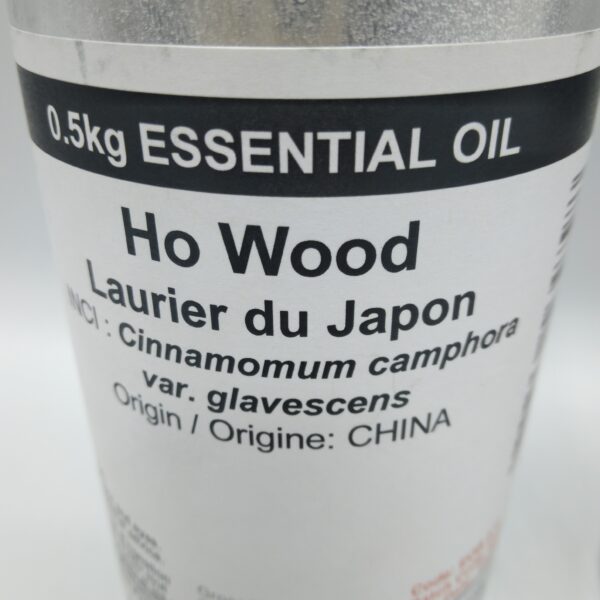 0.5kg ESSENTIAL OIL
Ho Wood
Laurier du Japon
INCI : Cinnamomum camphora
var. glavescens
Origin / Origine: CHINA